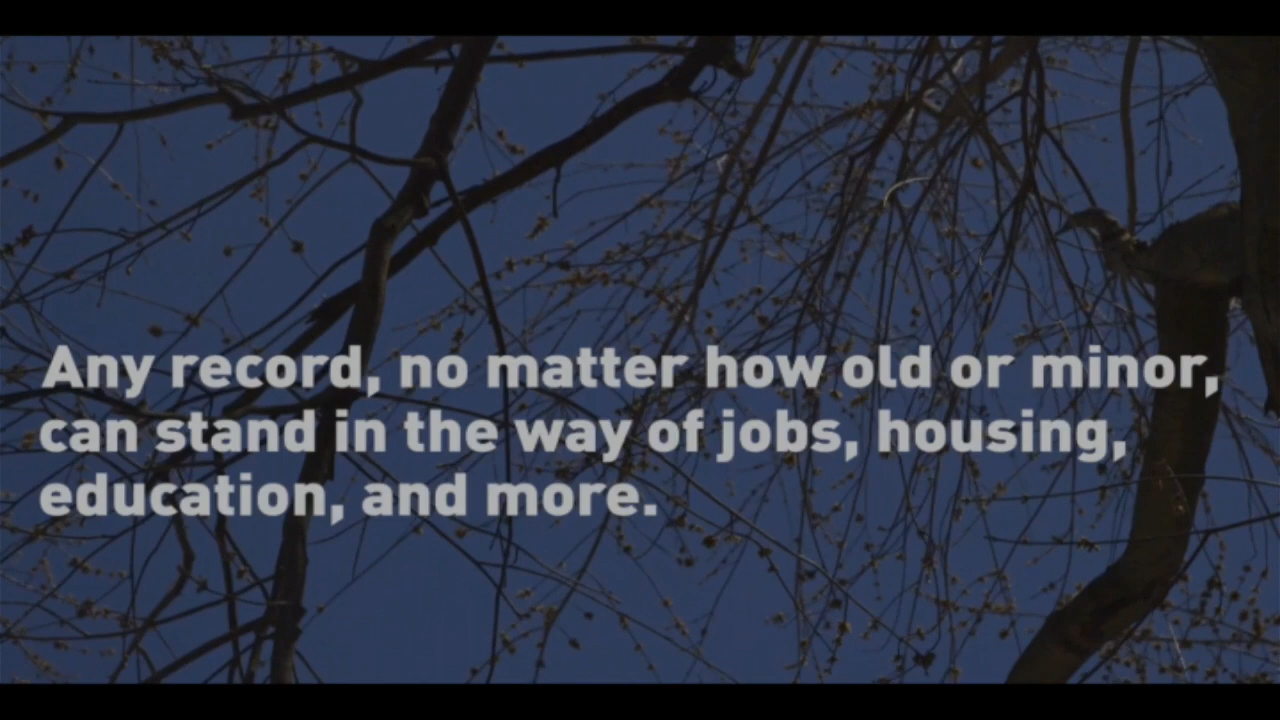 Any record, no matter how old or minor,
can stand in the way of jobs, housing,
education, and more.